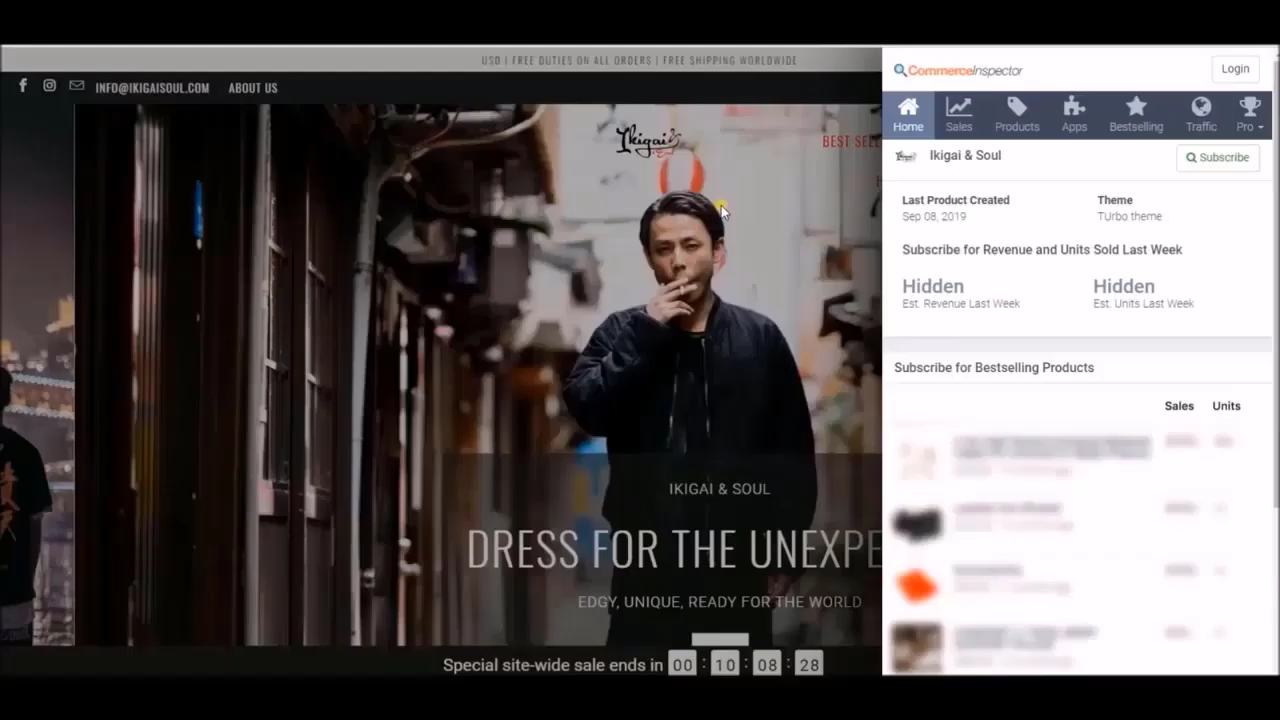 USD | FREE DUTIES ON ALL ORDERS | FREE SHIPPING WORLDWIDE
INFO@IKIGAISOUL.COM ABOUT US
Ikigai
BEST SELL
IKIGAI & SOUL
DRESS FOR THE UNEXPE
EDGY, UNIQUE, READY FOR THE WORLD
Special site-wide sale ends in 00 : 10 : 08 : 28
CommerceInspector
Login
Home Sales Products Apps Bestselling Traffic Pro
Ikigai & Soul
Subscribe
Last Product Created Theme
Sep 08, 2019 TUrbo theme
Subscribe for Revenue and Units Sold Last Week
Hidden Hidden
Est. Revenue Last Week Est. Units Last Week
Subscribe for Bestselling Products
Sales Units